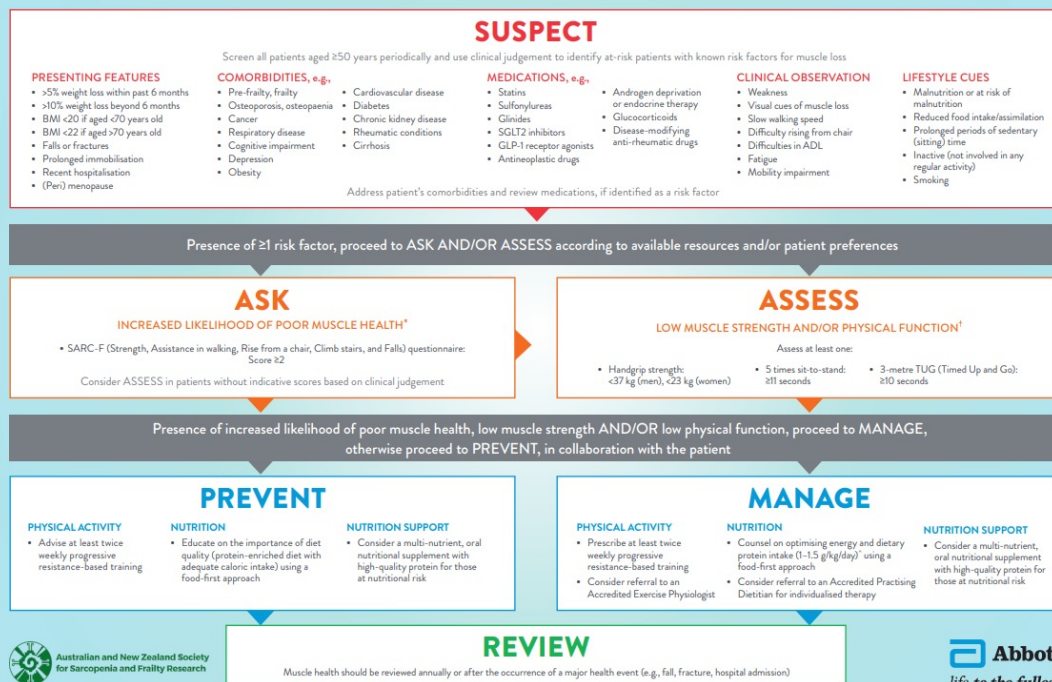 SUSPECT
Screen all patients aged ≥50 years periodically and use clinical judgement to identify at-risk patients with known risk factors for muscle loss
PRESENTING FEATURES
• >5% weight loss within past 6 months
• >10% weight loss beyond 6 months
• BMI <20 if aged <70 years old
• BMI <22 if aged >70 years old
• Falls or fractures
• Prolonged immobilisation
• Recent hospitalisation
• (Peri) menopause
COMORBIDITIES, e.g.,
• Pre-frailty, frailty
• Osteoporosis, osteopaenia
• Cancer
• Respiratory disease
• Cognitive impairment
• Depression
• Obesity
• Cardiovascular disease
• Diabetes
• Chronic kidney disease
• Rheumatic conditions
• Cirrhosis
MEDICATIONS, e.g.,
• Statins
• Sulfonylureas
• Glinides
• SGLT2 inhibitors
• GLP-1 receptor agonists
• Antineoplastic drugs
• Androgen deprivation
or endocrine therapy
• Glucocorticoids
• Disease-modifying
anti-rheumatic drugs
CLINICAL OBSERVATION
• Weakness
• Visual cues of muscle loss
• Slow walking speed
• Difficulty rising from chair
• Difficulties in ADL
• Fatigue
• Mobility impairment
LIFESTYLE CUES
• Malnutrition or at risk of
malnutrition
• Reduced food intake/assimilation
• Prolonged periods of sedentary
(sitting) time
• Inactive (not involved in any
regular activity)
• Smoking
Address patient's comorbidities and review medications, if identified as a risk factor
Presence of ≥1 risk factor, proceed to ASK AND/OR ASSESS according to available resources and/or patient preferences
ASK
INCREASED LIKELIHOOD OF POOR MUSCLE HEALTH*
• SARC-F (Strength, Assistance in walking, Rise from a chair, Climb stairs, and Falls) questionnaire:
Score ≥2
Consider ASSESS in patients without indicative scores based on clinical judgement
ASSESS
LOW MUSCLE STRENGTH AND/OR PHYSICAL FUNCTION†
Assess at least one:
• Handgrip strength:
<37 kg (men), <23 kg (women)
• 5 times sit-to-stand:
≥11 seconds
• 3-metre TUG (Timed Up and Go):
≥10 seconds
Presence of increased likelihood of poor muscle health, low muscle strength AND/OR low physical function, proceed to MANAGE,
otherwise proceed to PREVENT, in collaboration with the patient
PREVENT
PHYSICAL ACTIVITY
• Advise at least twice
weekly progressive
resistance-based training
NUTRITION
• Educate on the importance of diet
quality (protein-enriched diet with
adequate caloric intake) using a
food-first approach
NUTRITION SUPPORT
• Consider a multi-nutrient, oral
nutritional supplement with
high-quality protein for those
at nutritional risk
MANAGE
PHYSICAL ACTIVITY
• Prescribe at least twice
weekly progressive
resistance-based training
• Consider referral to an
Accredited Exercise Physiologist
NUTRITION
• Counsel on optimising energy and dietary
protein intake (1–1.5 g/kg/day)^ using a
food-first approach
• Consider referral to an Accredited Practising
Dietitian for individualised therapy
NUTRITION SUPPORT
• Consider a multi-nutrient,
oral nutritional supplement
with high-quality protein for
those at nutritional risk
REVIEW
Muscle health should be reviewed annually or after the occurrence of a major health event (e.g., fall, fracture, hospital admission)
Australian and New Zealand Society
for Sarcopenia and Frailty Research
Abbot
life to the fulle